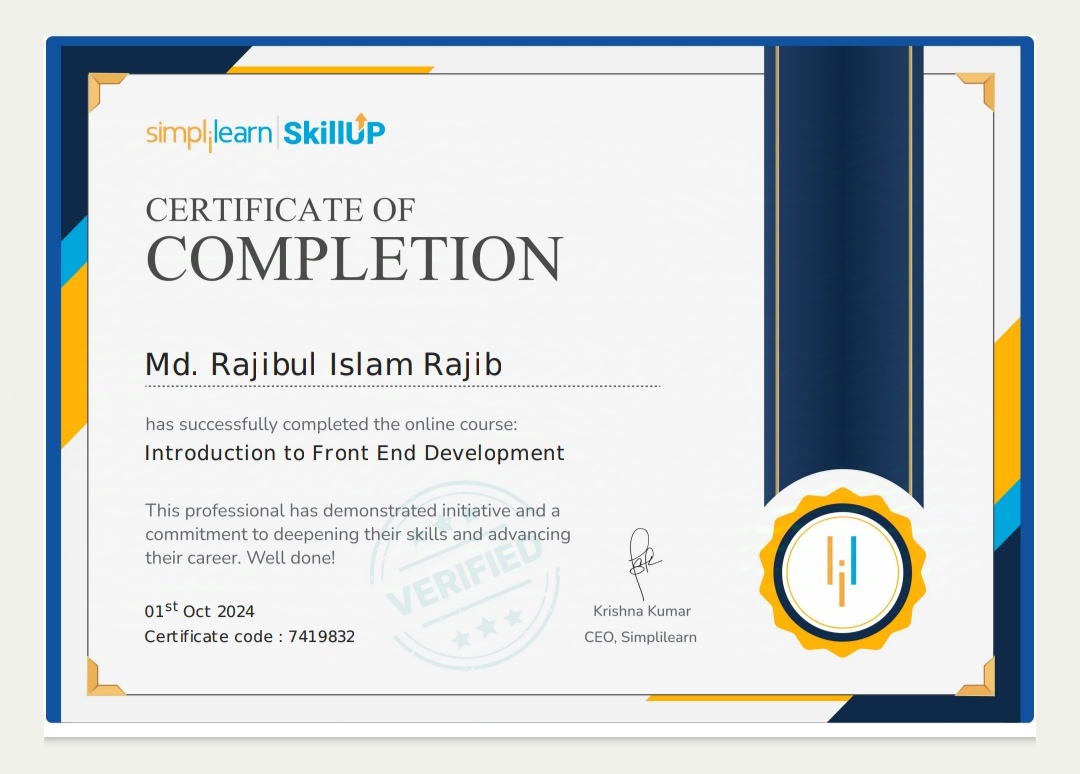 simplilearn | SkillUP
CERTIFICATE OF
COMPLETION
Md. Rajibul Islam Rajib
has successfully completed the online course:
Introduction to Front End Development
This professional has demonstrated initiative and a
commitment to deepening their skills and advancing
their career. Well done!
VERIFIED
01st Oct 2024
Certificate code : 7419832
Krishna Kumar
CEO, Simplilearn